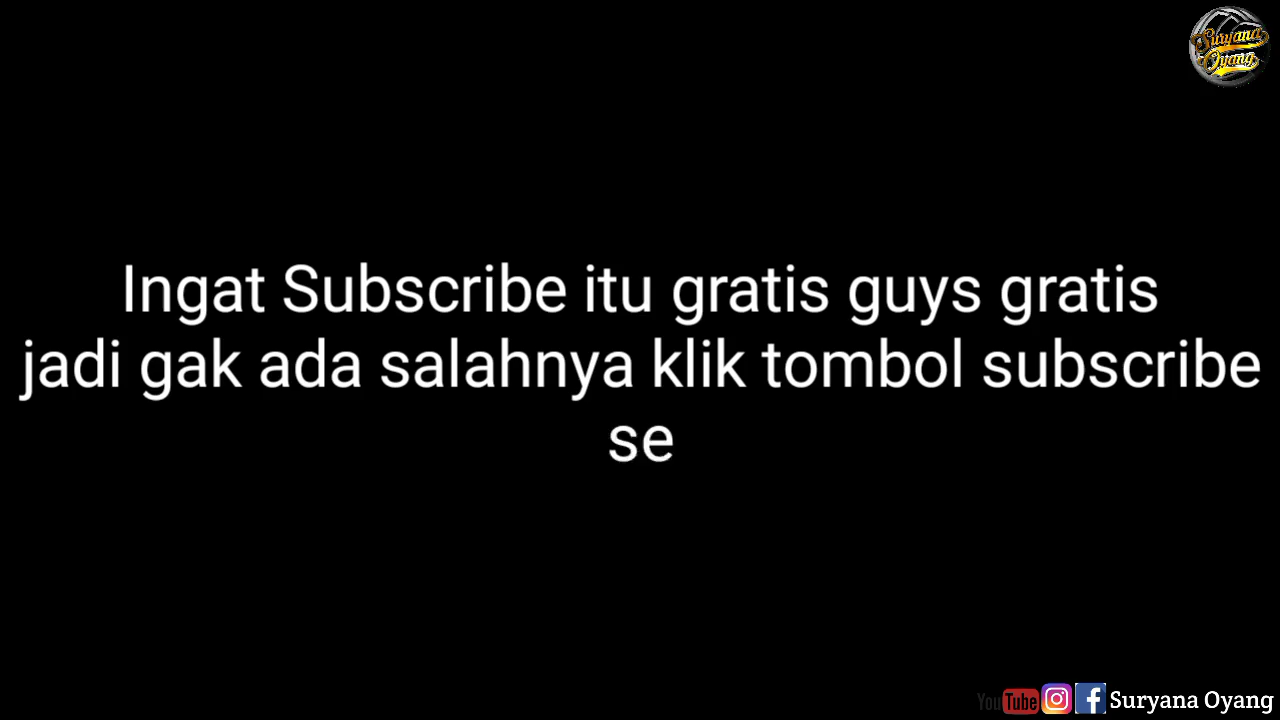 Suryana
Oyang
Ingat Subscribe itu gratis guys gratis
jadi gak ada salahnya klik tombol subscribe
se
YouTube Suryana Oyang